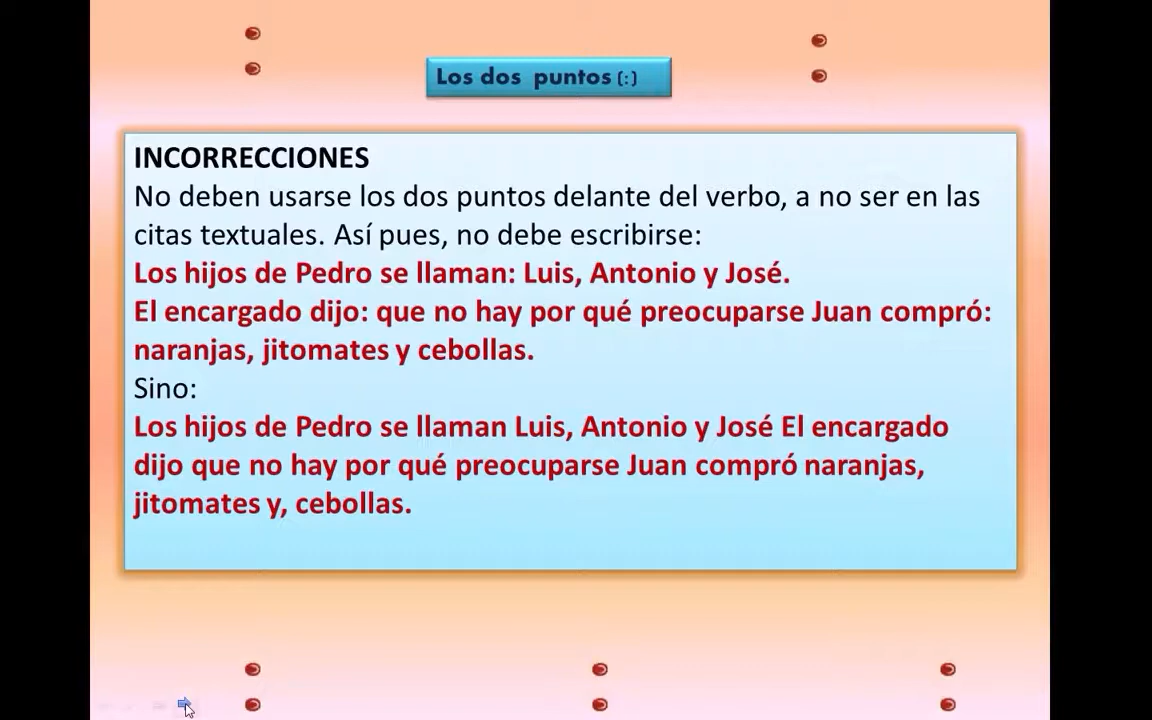 Los dos puntos (:)
INCORRECCIONES
No deben usarse los dos puntos delante del verbo, a no ser en las
citas textuales. Así pues, no debe escribirse:
Los hijos de Pedro se llaman: Luis, Antonio y José.
El encargado dijo: que no hay por qué preocuparse Juan compró:
naranjas, jitomates y cebollas.
Sino:
Los hijos de Pedro se llaman Luis, Antonio y José El encargado
dijo que no hay por qué preocuparse Juan compró naranjas,
jitomates y, cebollas.